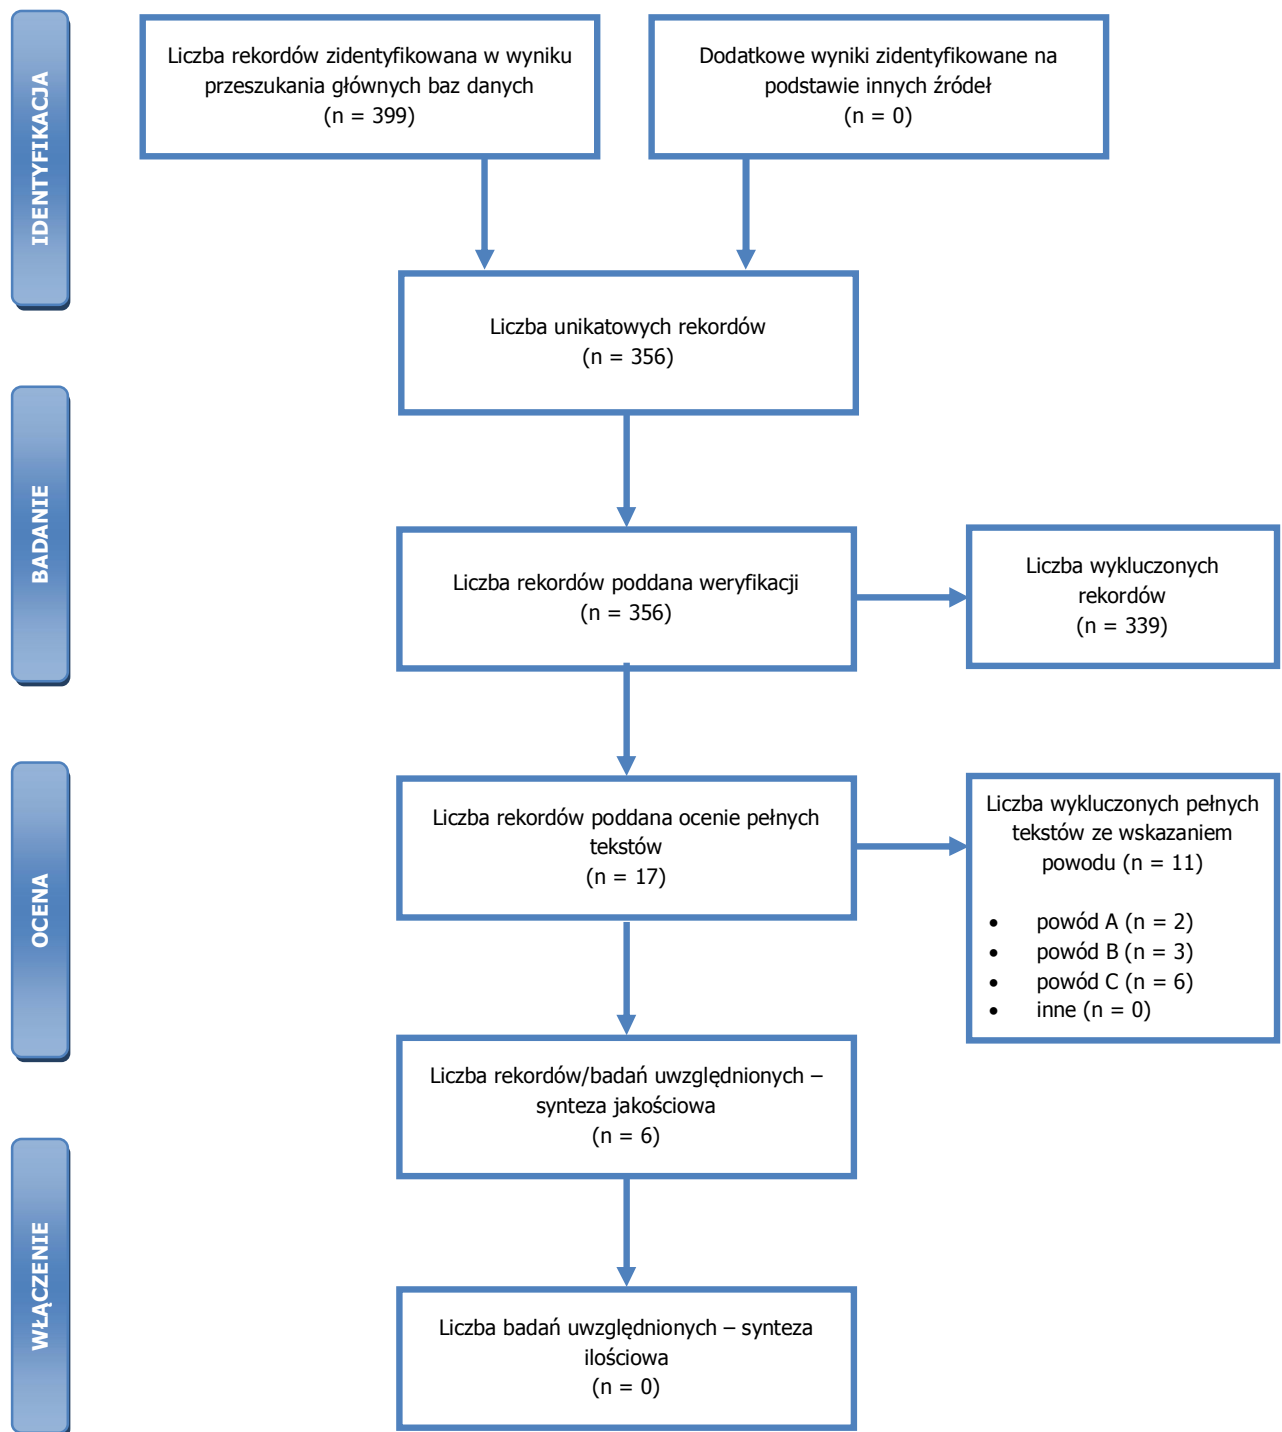 IDENTYFIKACJA
Liczba rekordów zidentyfikowana w wyniku
przeszukania głównych baz danych
(n = 399)
Dodatkowe wyniki zidentyfikowane na
podstawie innych źródeł
(n = 0)
Liczba unikatowych rekordów
(n = 356)
BADANIE
Liczba rekordów poddana weryfikacji
(n = 356)
Liczba wykluczonych
rekordów
(n = 339)
OCENA
Liczba rekordów poddana ocenie pełnych
tekstów
(n = 17)
Liczba wykluczonych pełnych
tekstów ze wskazaniem
powodu (n = 11)
• powód A (n = 2)
• powód B (n = 3)
• powód C (n = 6)
• inne (n = 0)
Liczba rekordów/badań uwzględnionych –
synteza jakościowa
(n = 6)
WŁĄCZENIE
Liczba badań uwzględnionych – synteza
ilościowa
(n = 0)